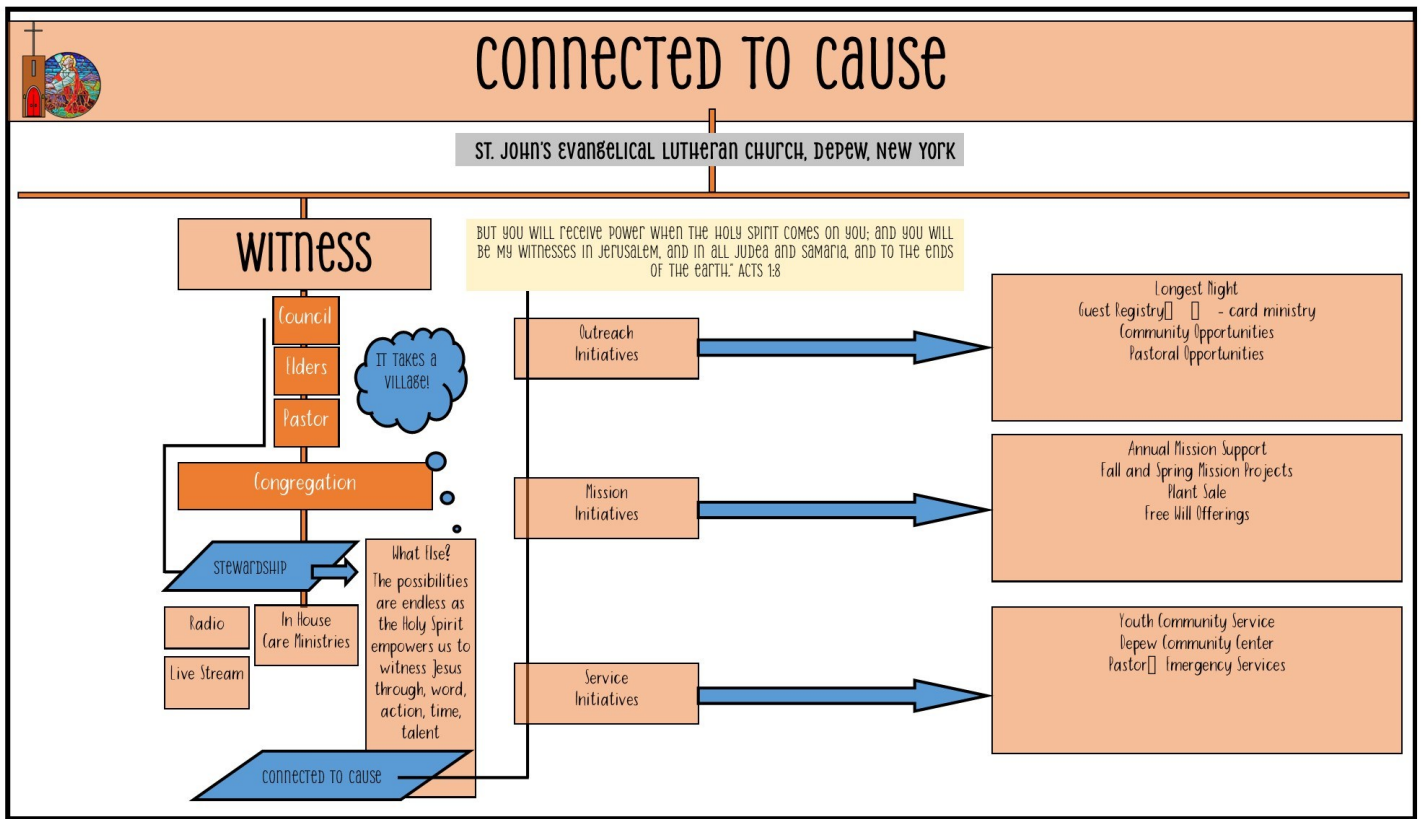 CONNECTED TO CAUSE
ST. JOHN'S EVANGELICAL LUTHERAN CHURCH, DEPEW, NEW YORK
WITNESS
BUT YOU WILL RECEIVE POWER WHEN THE HOLY SPIRIT COMES ON YOU; AND YOU WILL
BE MY WITNESSES IN JERUSALEM, AND IN ALL JUDEA AND SAMARIA, AND TO THE ENDS
OF THE EARTH." ACTS 1:8
Council
Elders
Pastor
IT TAKES A
VILLAGE!
Congregation
STEWARDSHIP
Radio
In House
Care Ministries
Live Stream
What Else?
The possibilities
are endless as
the Holy Spirit
empowers us to
witness Jesus
through, word,
action, time,
talent
CONNECTED TO CAUSE
Outreach
Initiatives
Longest Night
Guest Registry▯ ▯ - card ministry
Community Opportunities
Pastoral Opportunities
Mission
Initiatives
Annual Mission Support
Fall and Spring Mission Projects
Plant Sale
Free Will Offerings
Service
Initiatives
Youth Community Service
Depew Community Center
Pastor▯ Emergency Services